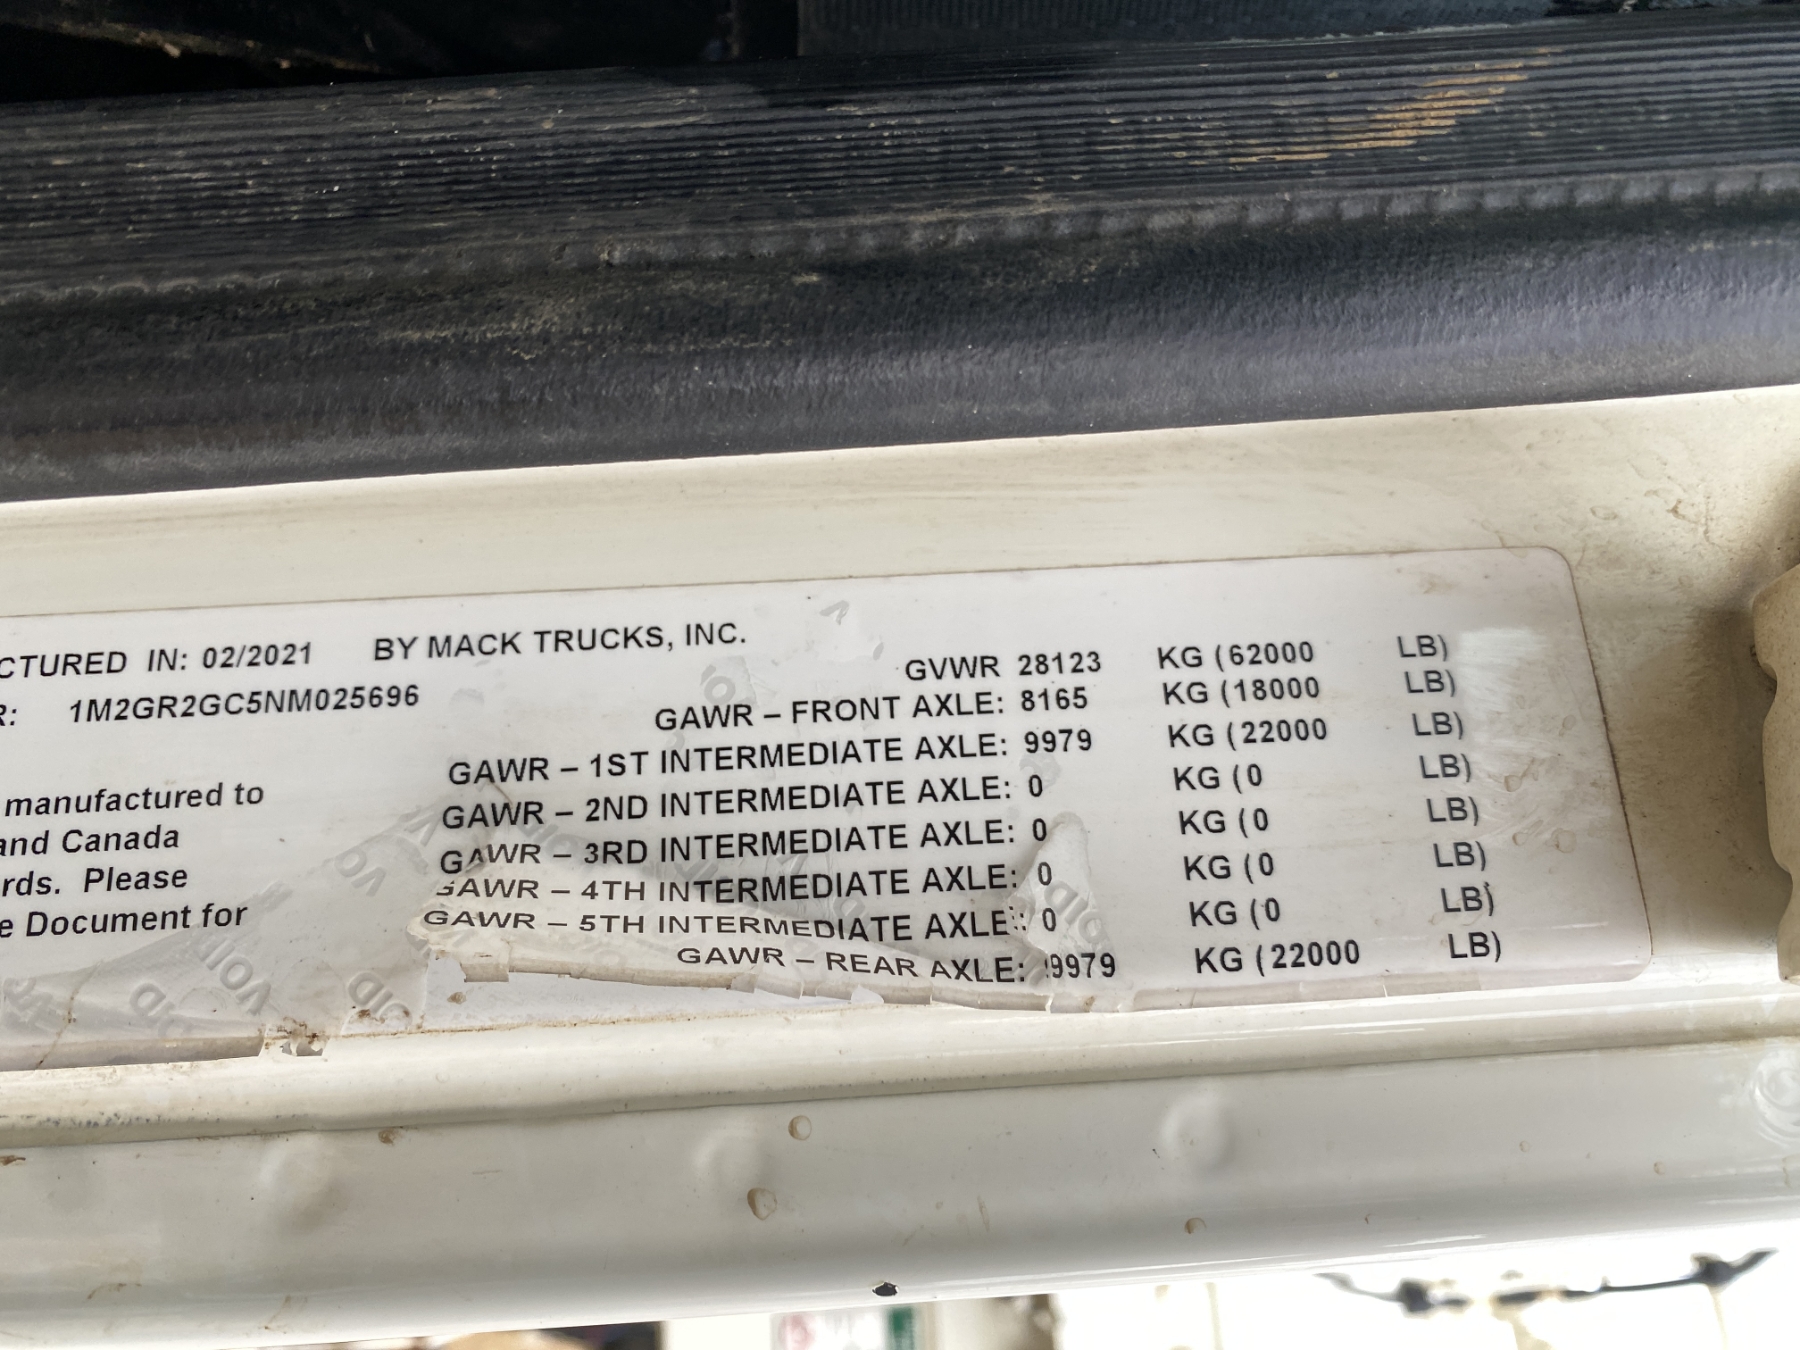 CTURED IN: 02/2021 BY MACK TRUCKS, INC.
R: 1M2GR2GC5NM025696
GVWR 28123 KG (62000 LB)
GAWR – FRONT AXLE: 8165 KG (18000 LB)
GAWR – 1ST INTERMEDIATE AXLE: 9979 KG (22000 LB)
GAWR – 2ND INTERMEDIATE AXLE: 0 KG (0 LB)
GAWR – 3RD INTERMEDIATE AXLE: 0 KG (0 LB)
GAWR – 4TH INTERMEDIATE AXLE: 0 KG (0 LB)
GAWR – 5TH INTERMEDIATE AXLE: 0 KG (0 LB)
GAWR – REAR AXLE: 9979 KG (22000 LB)
manufactured to
and Canada
rds. Please
e Document for
VOID
VOID